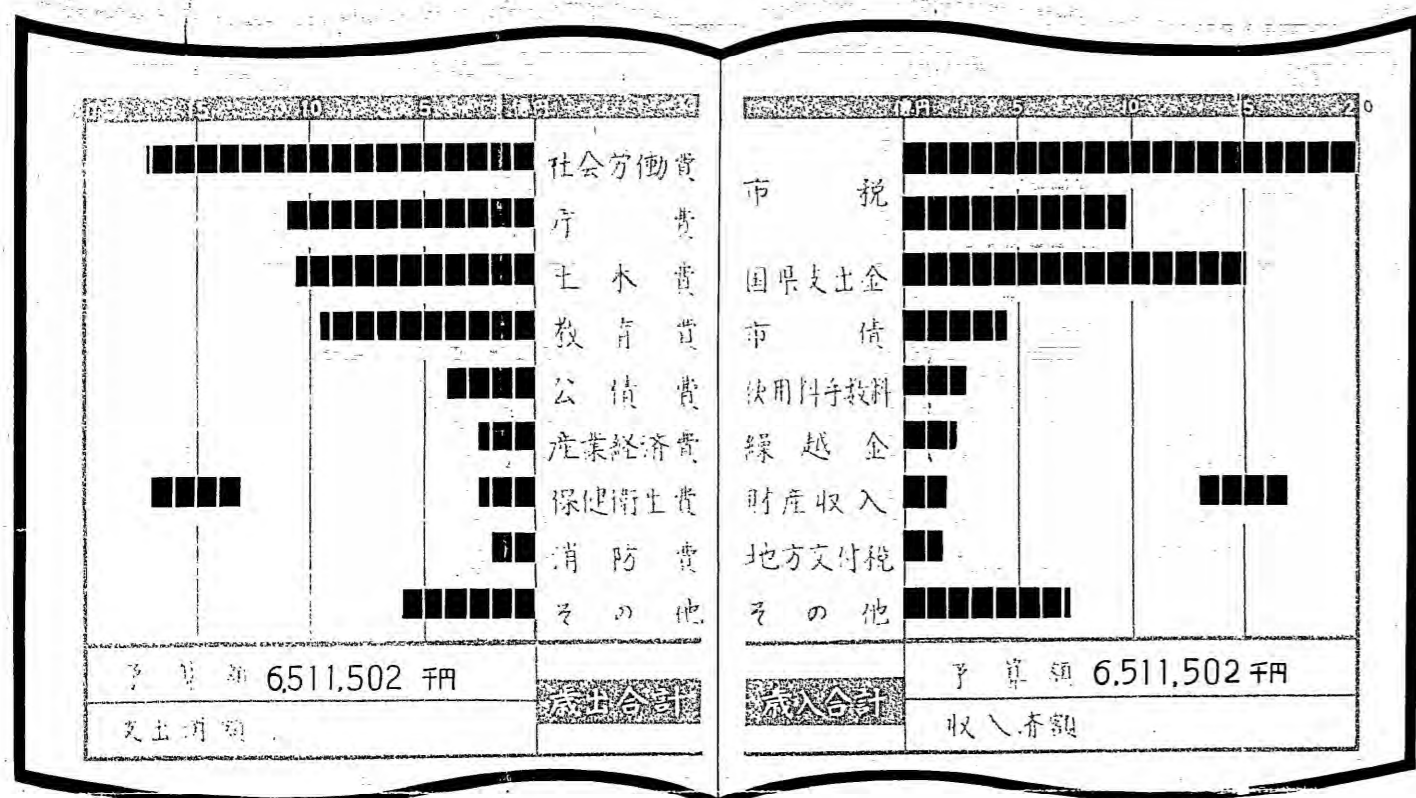 15 10 5 億円
社会労働費
庁費
土木費
教育費
公債費
産業経済費
保健衛生費
消防費
その他
予算額 6,511,502 千円
歳出合計
支出済額
億円 5 10 15 20
市税
国県支出金
市債
使用料手数料
繰越金
財産収入
地方交付税
その他
予算額 6,511,502 千円
歳入合計
収入済額